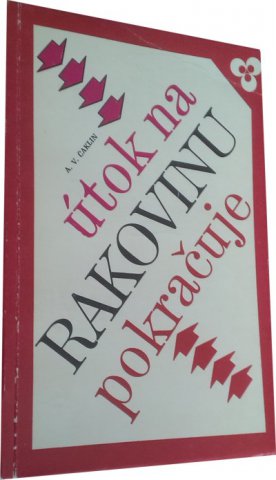 A. V. ČAKLIN
útok na
RAKOVINU
pokračuje